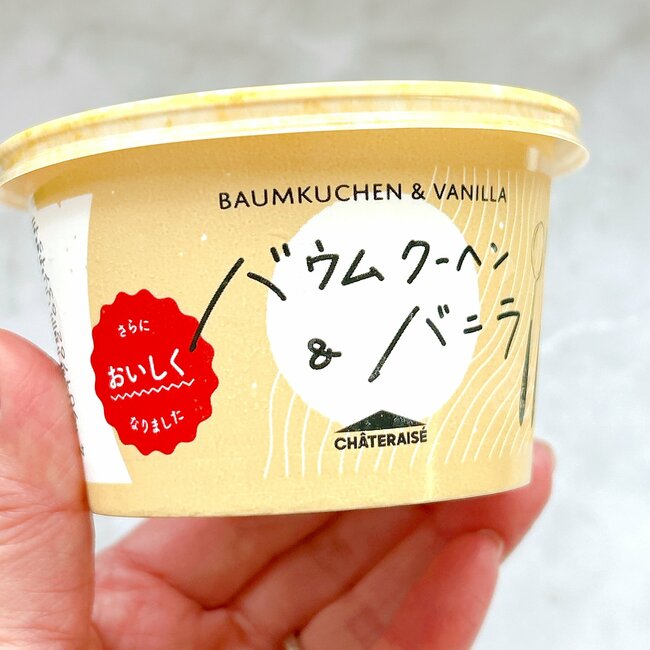 BAUMKUCHEN & VANILLA
バウムクーヘン
& バニラ
さらに
おいしく
なりました
CHÂTERAISÉ